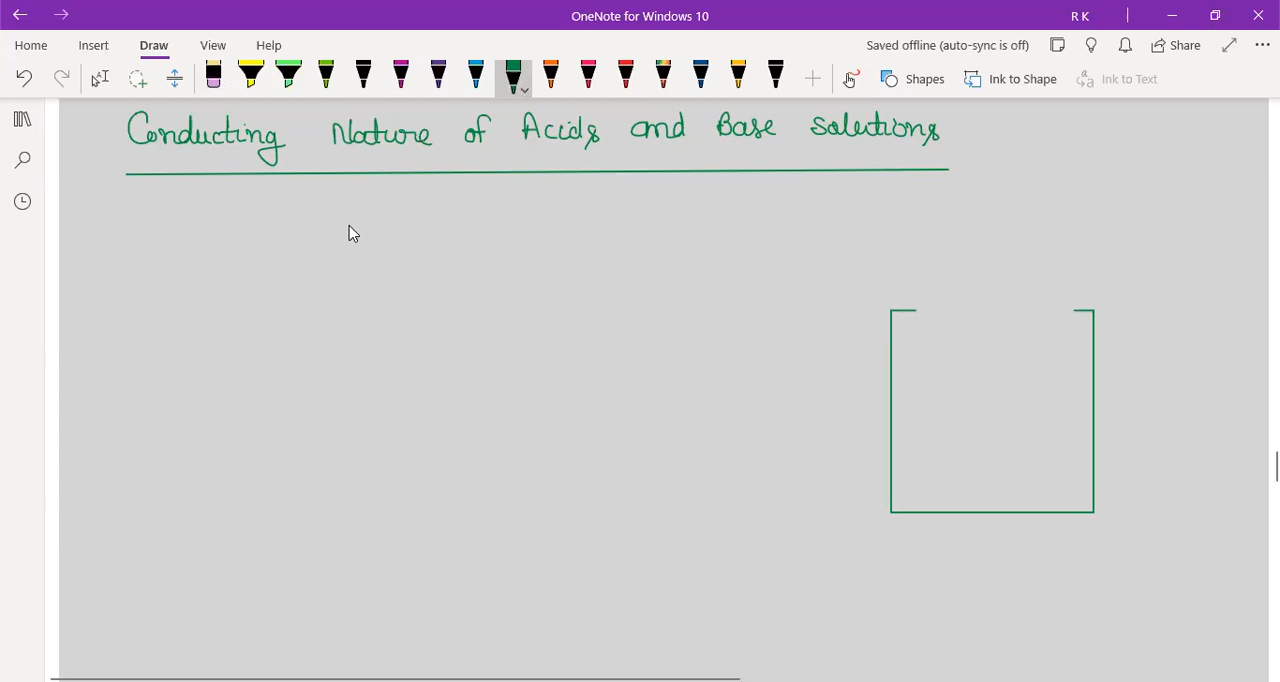 OneNote for Windows 10
R K
Home Insert Draw View Help
Saved offline (auto-sync is off)
Share
Shapes
Ink to Shape
Ink to Text
Conducting Nature of Acids and Base Solutions